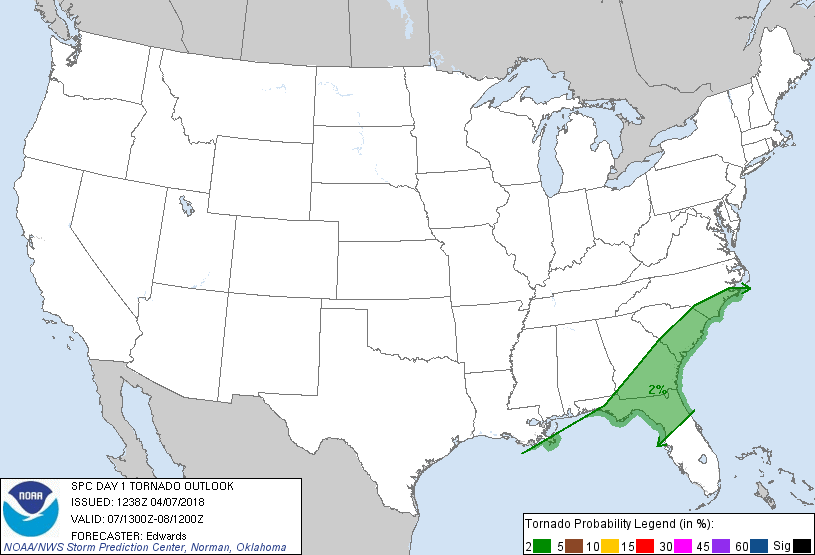 2%
NOAA
SPC DAY 1 TORNADO OUTLOOK
ISSUED: 1238Z 04/07/2018
VALID: 07/1300Z-08/1200Z
FORECASTER: Edwards
NOAA/NWS Storm Prediction Center, Norman, Oklahoma
Tornado Probability Legend (in %):
2 5 10 15 30 45 60 Sig